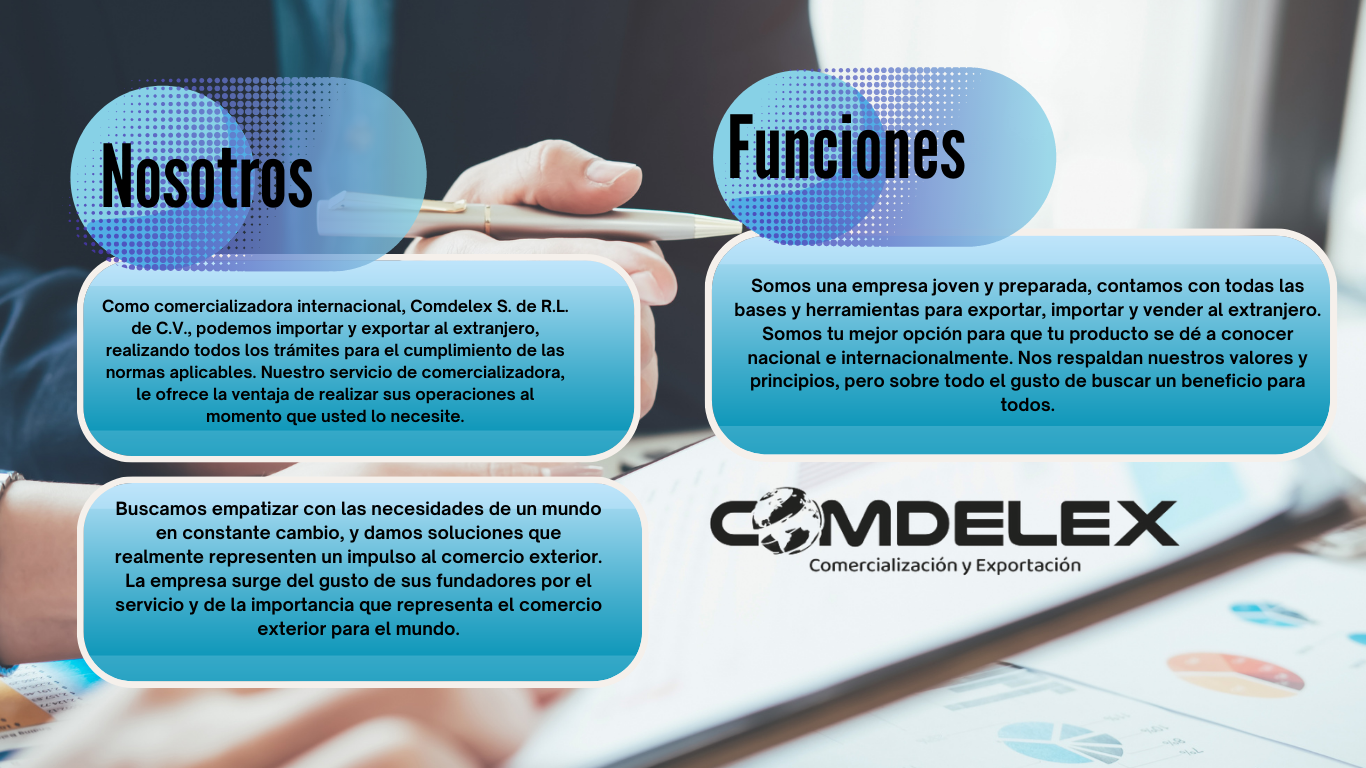 Nosotros
Como comercializadora internacional, Comdelex S. de R.L.
de C.V., podemos importar y exportar al extranjero,
realizando todos los trámites para el cumplimiento de las
normas aplicables. Nuestro servicio de comercializadora,
le ofrece la ventaja de realizar sus operaciones al
momento que usted lo necesite.
Buscamos empatizar con las necesidades de un mundo
en constante cambio, y damos soluciones que
realmente representen un impulso al comercio exterior.
La empresa surge del gusto de sus fundadores por el
servicio y de la importancia que representa el comercio
exterior para el mundo.
Funciones
Somos una empresa joven y preparada, contamos con todas las
bases y herramientas para exportar, importar y vender al extranjero.
Somos tu mejor opción para que tu producto se dé a conocer
nacional e internacionalmente. Nos respaldan nuestros valores y
principios, pero sobre todo el gusto de buscar un beneficio para
todos.
COMDELEX
Comercialización y Exportación